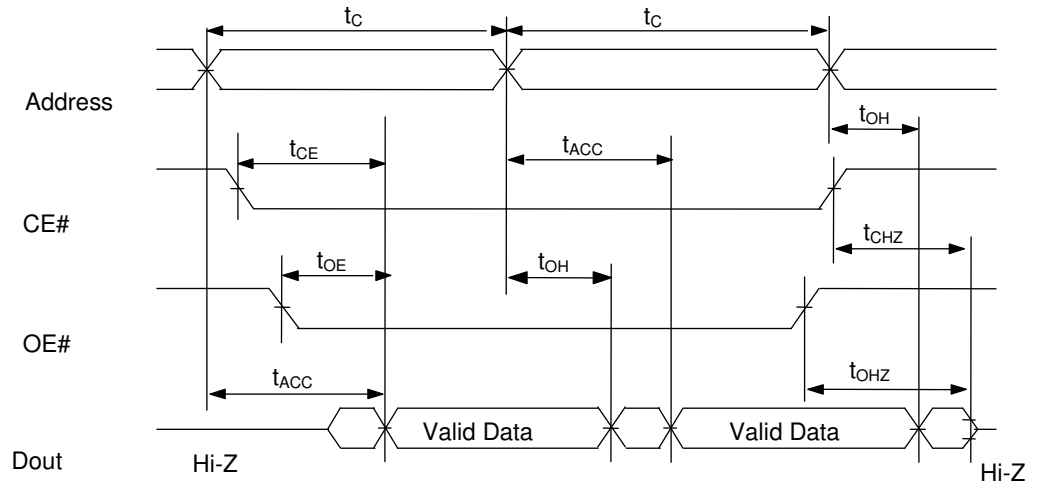 tC tC
Address
tOH
tCE tACC
CE#
tCHZ
tOE tOH
OE#
tACC tOHZ
Valid Data Valid Data
Dout Hi-Z Hi-Z